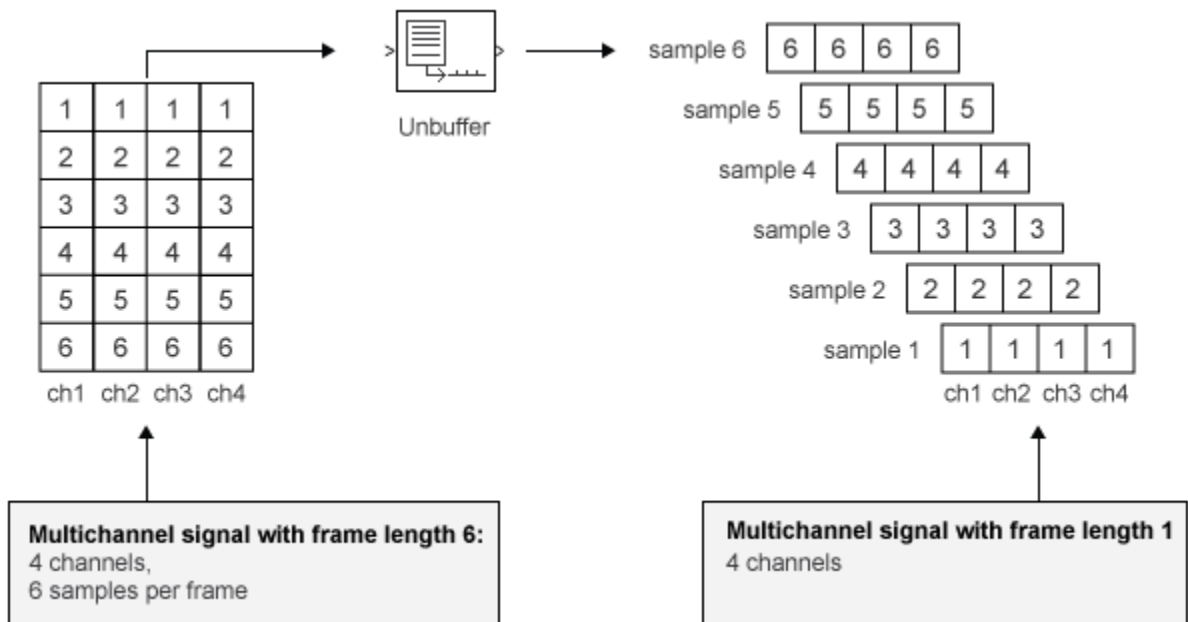 1 1 1 1
2 2 2 2
3 3 3 3
4 4 4 4
5 5 5 5
6 6 6 6
ch1 ch2 ch3 ch4
Unbuffer
sample 6 6 6 6 6
sample 5 5 5 5 5
sample 4 4 4 4 4
sample 3 3 3 3 3
sample 2 2 2 2 2
sample 1 1 1 1 1
ch1 ch2 ch3 ch4
Multichannel signal with frame length 6:
4 channels,
6 samples per frame
Multichannel signal with frame length 1
4 channels